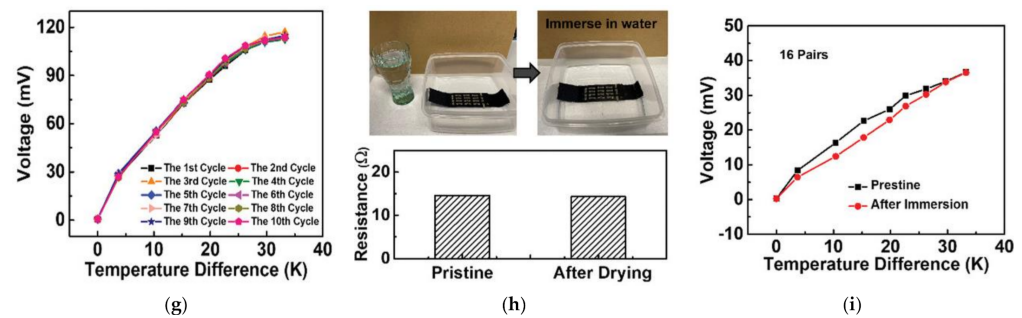 120
90
60
30
0
Voltage (mV)
The 1st Cycle
The 2nd Cycle
The 3rd Cycle
The 4th Cycle
The 5th Cycle
The 6th Cycle
The 7th Cycle
The 8th Cycle
The 9th Cycle
The 10th Cycle
0 10 20 30 40
Temperature Difference (K)
(g)
Immerse in water
Resistance (Ω)
20
10
0
Pristine After Drying
(h)
50
40
30
20
10
0
-10
Voltage (mV)
16 Pairs
Prestine
After Immersion
0 10 20 30 40
Temperature Difference (K)
(i)